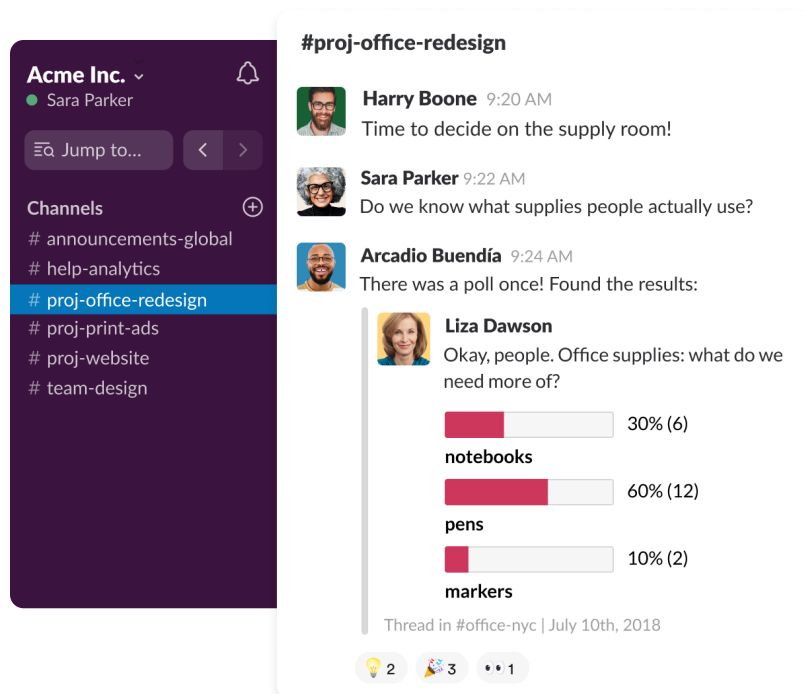 Acme Inc.
Sara Parker
Jump to...
Channels
# announcements-global
# help-analytics
# proj-office-redesign
# proj-print-ads
# proj-website
# team-design
#proj-office-redesign
Harry Boone 9:20 AM
Time to decide on the supply room!
Sara Parker 9:22 AM
Do we know what supplies people actually use?
Arcadio Buendía 9:24 AM
There was a poll once! Found the results:
Liza Dawson
Okay, people. Office supplies: what do we
need more of?
30% (6)
notebooks
60% (12)
pens
10% (2)
markers
Thread in #office-nyc | July 10th, 2018
2 3 1